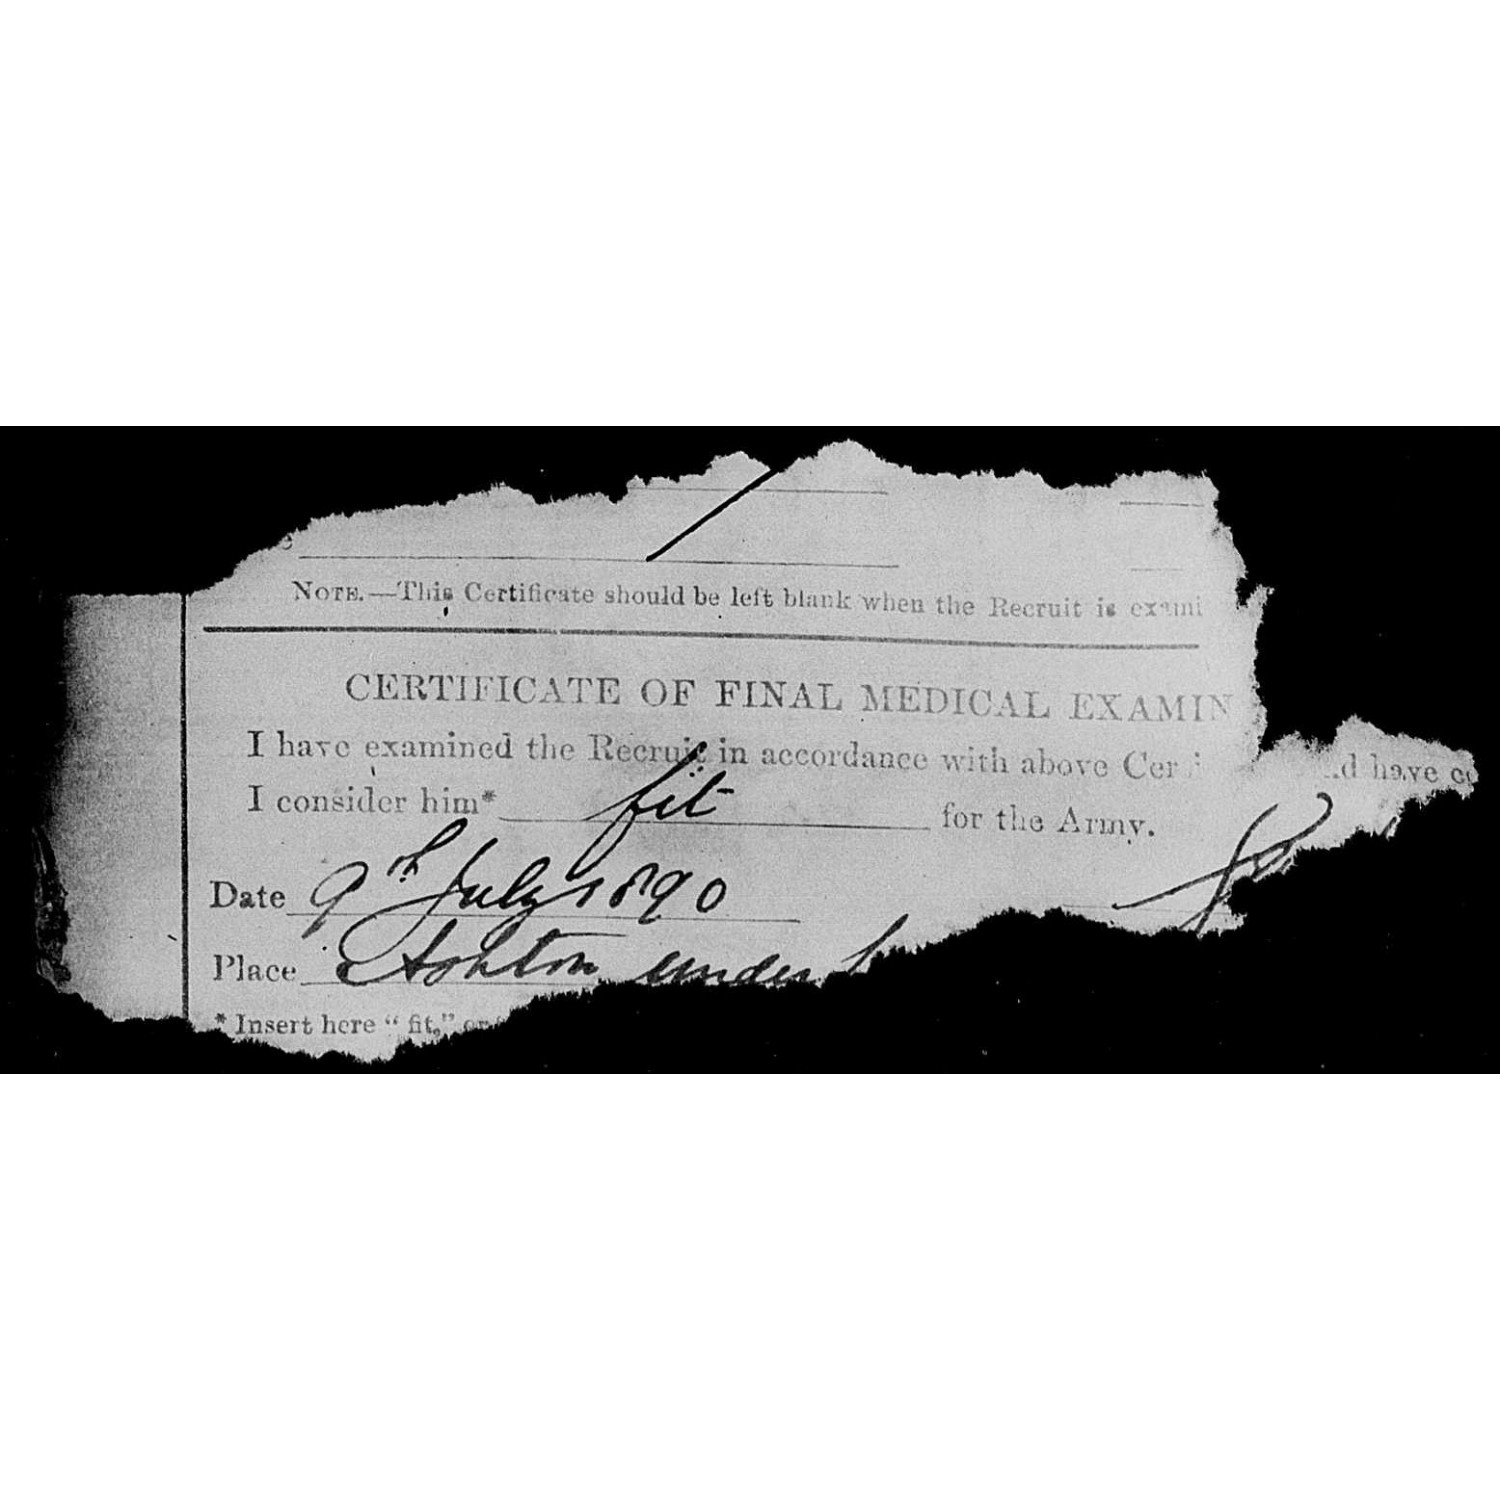 NOTE.—This Certificate should be left blank when the Recruit is exami
CERTIFICATE OF FINAL MEDICAL EXAMIN
I have examined the Recruit in accordance with above Cer have
I consider him* fit for the Army.
Date 9th July 1890
Place Ashton under
* Insert here "fit,"